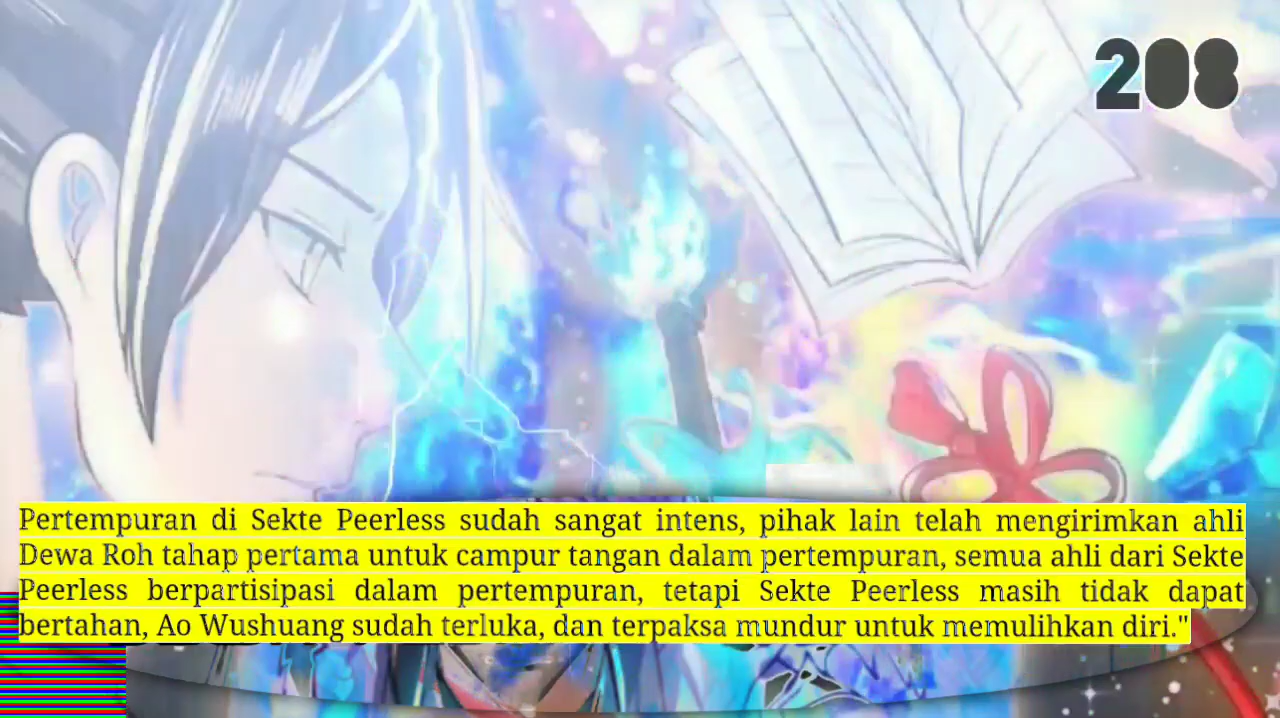 208
Pertempuran di Sekte Peerless sudah sangat intens, pihak lain telah mengirimkan ahli
Dewa Roh tahap pertama untuk campur tangan dalam pertempuran, semua ahli dari Sekte
Peerless berpartisipasi dalam pertempuran, tetapi Sekte Peerless masih tidak dapat
bertahan, Ao Wushuang sudah terluka, dan terpaksa mundur untuk memulihkan diri."